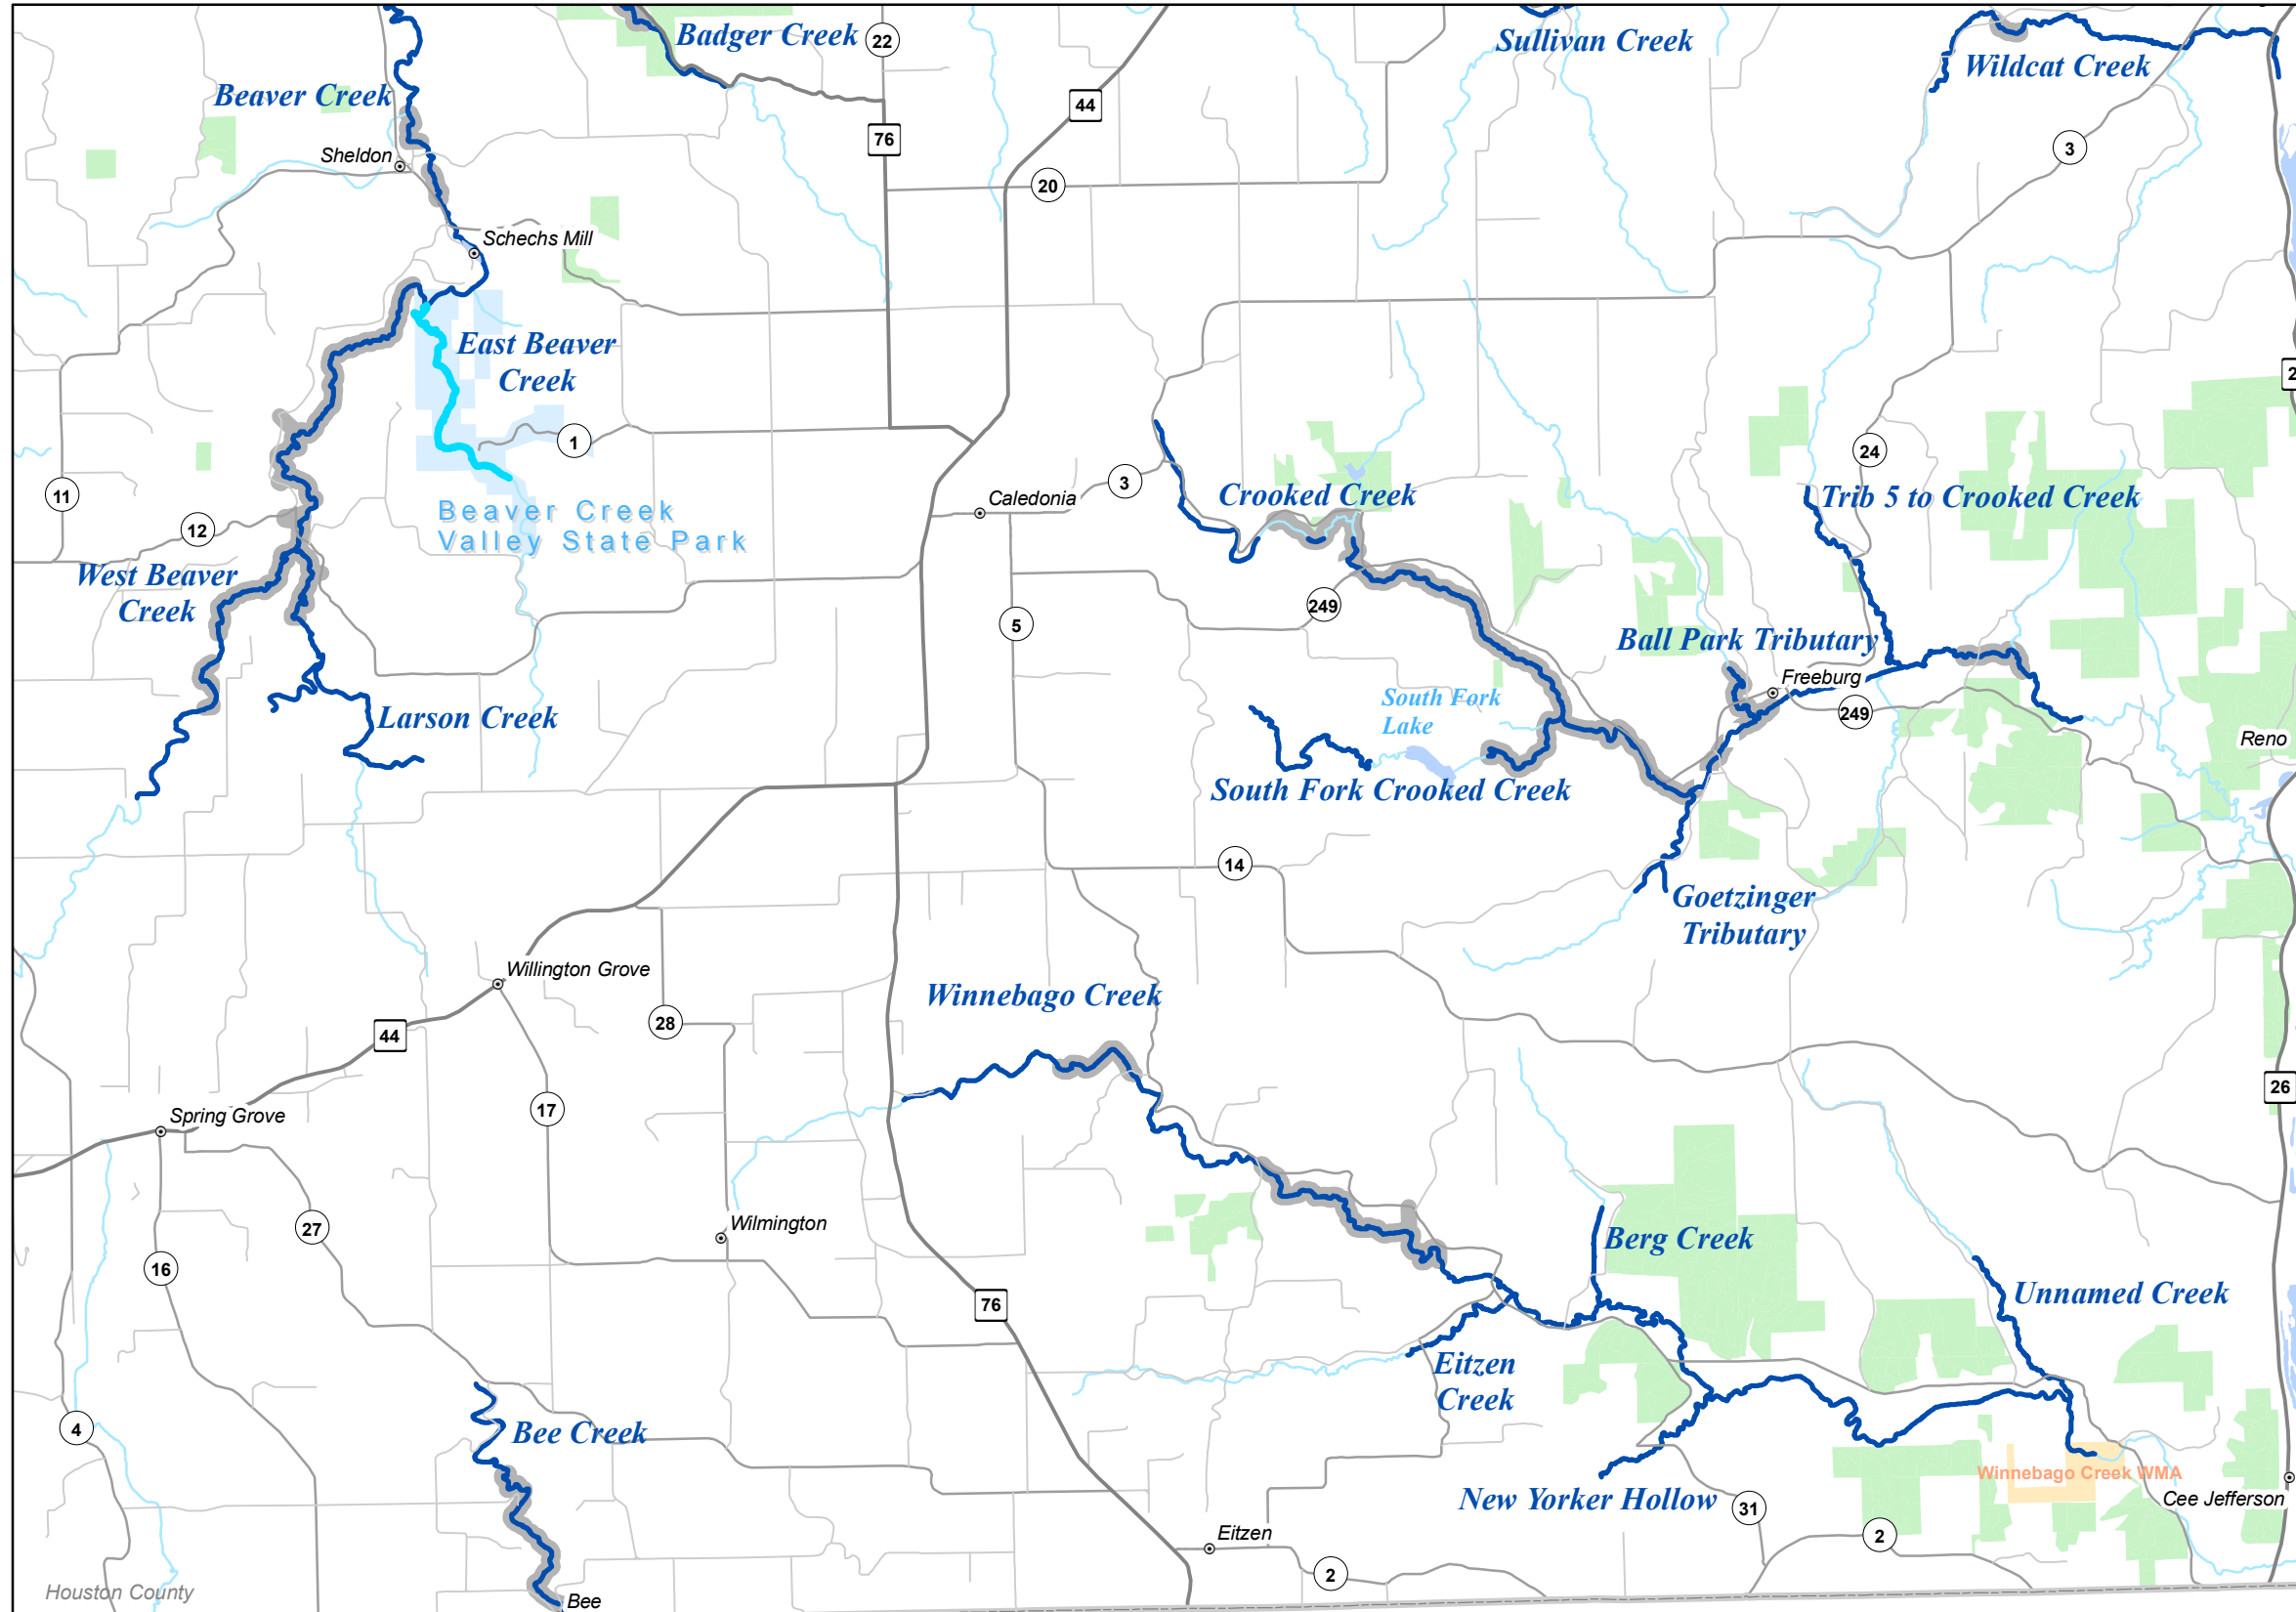 Badger Creek
22
Sullivan Creek
Wildcat Creek
Beaver Creek
44
76
3
Sheldon
20
Schechs Mill
East Beaver
Creek
2
1
24
11
3
Caledonia
Crooked Creek
Trib 5 to Crooked Creek
12
Beaver Creek
Valley State Park
West Beaver
Creek
249
5
Ball Park Tributary
Freeburg
South Fork
Lake
249
Larson Creek
Reno
South Fork Crooked Creek
14
Goetzinger
Tributary
Willington Grove
Winnebago Creek
28
44
26
17
Spring Grove
27
Wilmington
Berg Creek
16
Unnamed Creek
76
Eitzen
Creek
4
Bee Creek
Winnebago Creek WMA
New Yorker Hollow
31
Cee Jefferson
Eitzen
2
2
Houston County
Bee